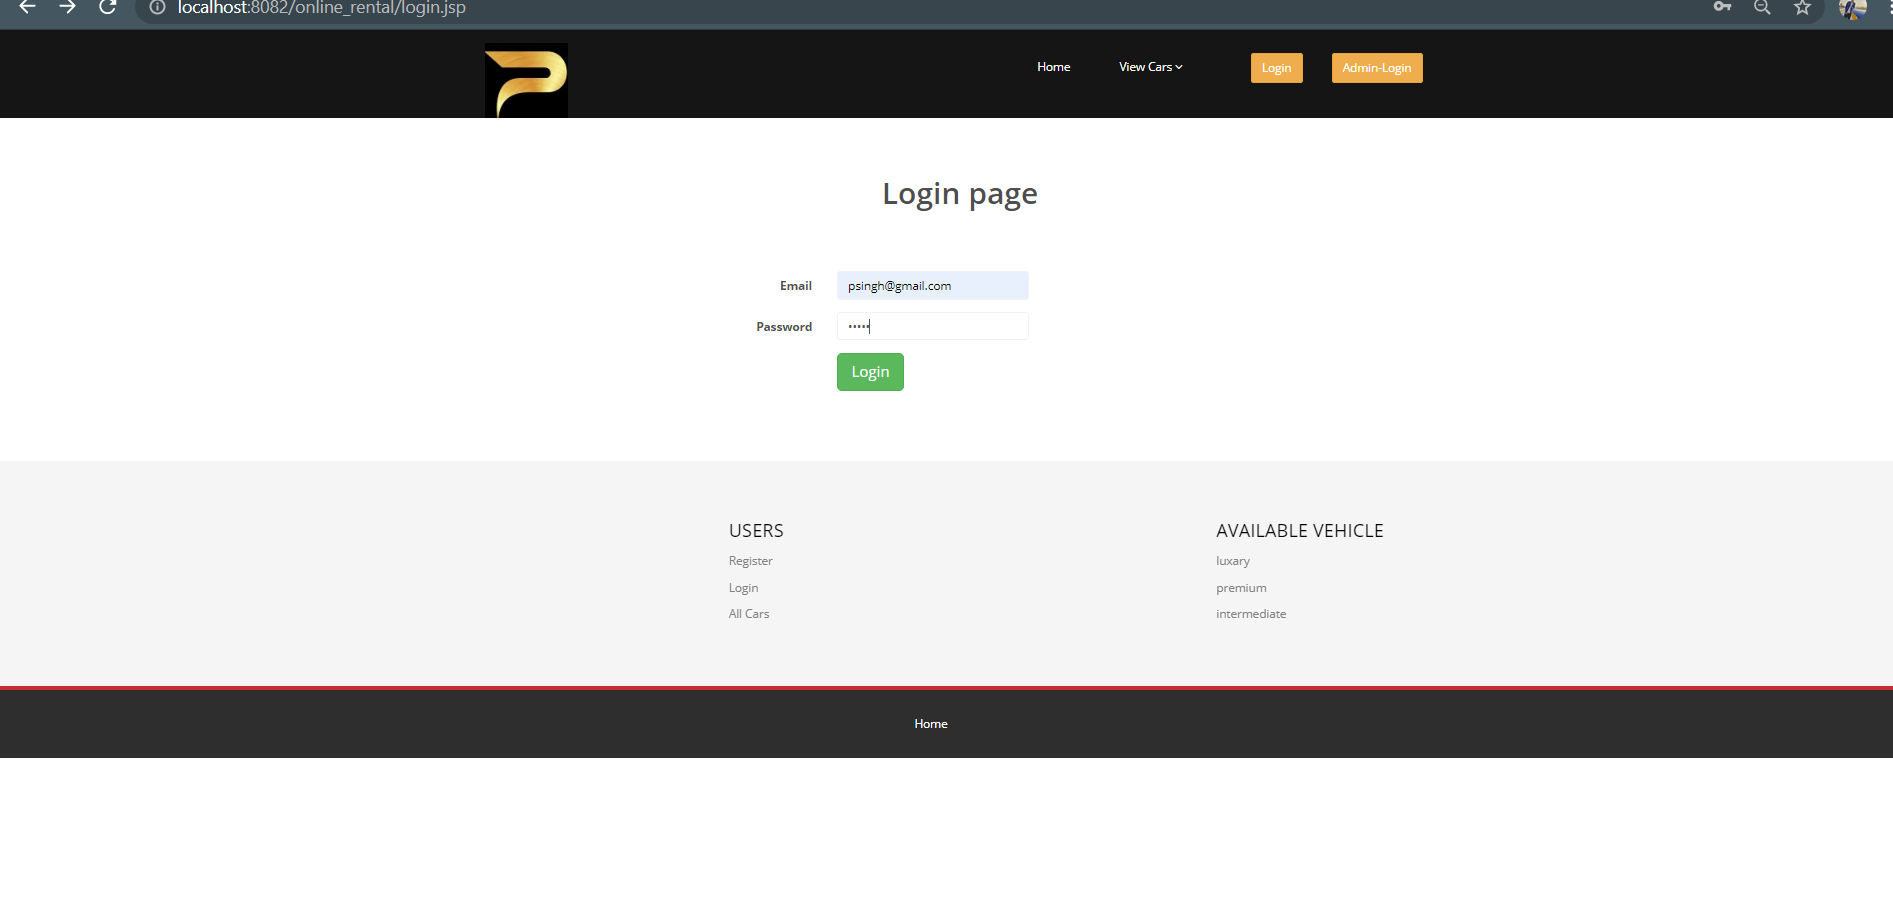 localhost:8082/online_rental/login.jsp
Home View Cars Login Admin-Login
Login page
Email psingh@gmail.com
Password •••••
Login
USERS AVAILABLE VEHICLE
Register luxary
Login premium
All Cars intermediate
Home